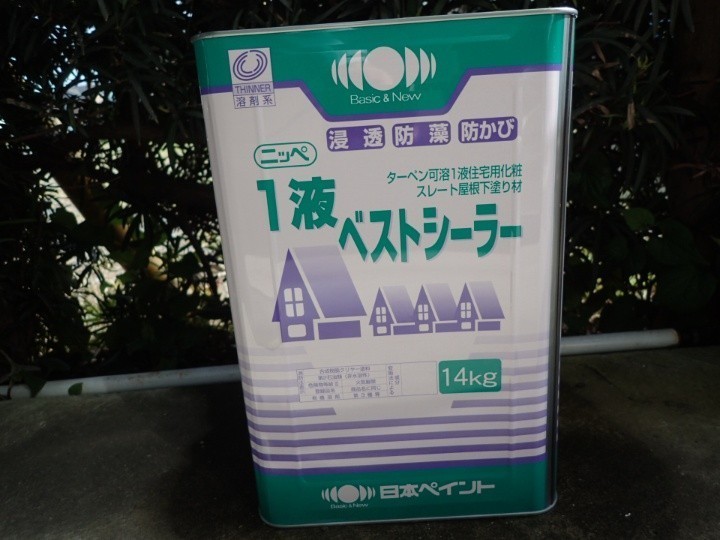 Basic & New
THINNER
溶剤系
浸透 防藻 防かび
ニッペ
ターペン可溶1液住宅用化粧
スレート屋根下塗り材
1液
ベストシーラー
14kg
日本ペイント
Basic & New